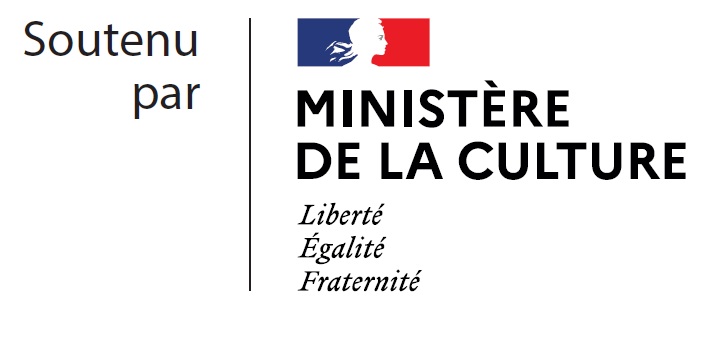 Soutenu
par
MINISTÈRE
DE LA CULTURE
Liberté
Égalité
Fraternité